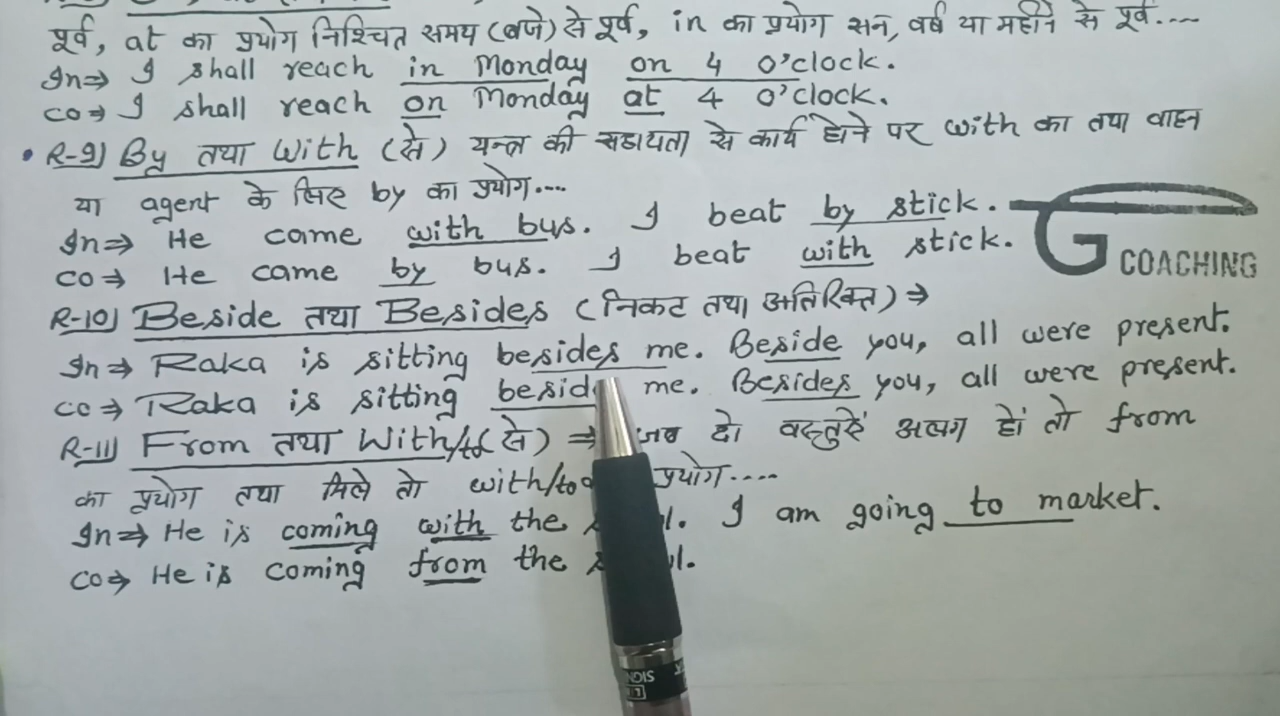 पूर्व, at का प्रयोग निश्चित समय (बजे) से पूर्व, in का प्रयोग सन, वर्ष या महीने से पूर्व....
In⇒ I shall reach in Monday on 4 o'clock.
CO⇒ I shall reach on Monday at 4 o'clock.
• R-9) By तथा With (से) यन्त्र की सहायता से कार्य होने पर with का तथा वाहन
या agent के लिए by का प्रयोग....
In⇒ He came with bus. I beat by stick.
CO⇒ He came by bus. I beat with stick.
G COACHING
R-10) Beside तथा Besides (निकट तथा अतिरिक्त) ⇒
In⇒ Raka is sitting besides me. Beside you, all were present.
CO⇒ Raka is sitting besid me. Besides you, all were present.
R-11) From तथा With/to (से) ⇒ जब दो वस्तुएँ अलग हों तो from
का प्रयोग तथा मिले तो with/to प्रयोग....
In⇒ He is coming with the l. I am going to market.
CO⇒ He is coming from the l.
SIGN